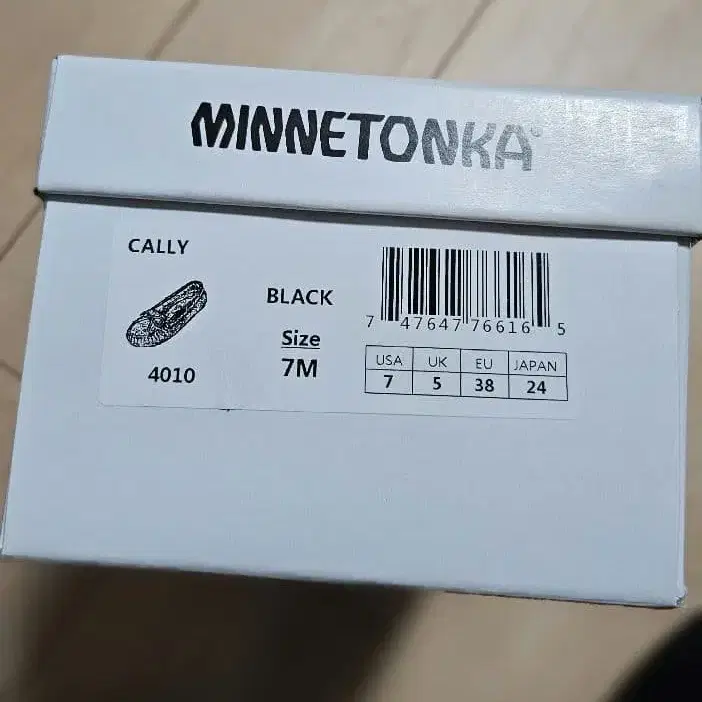 MINNETONKA
CALLY
BLACK
Size
7M
4010
7 47647 76616 5
USA UK EU JAPAN
7 5 38 24